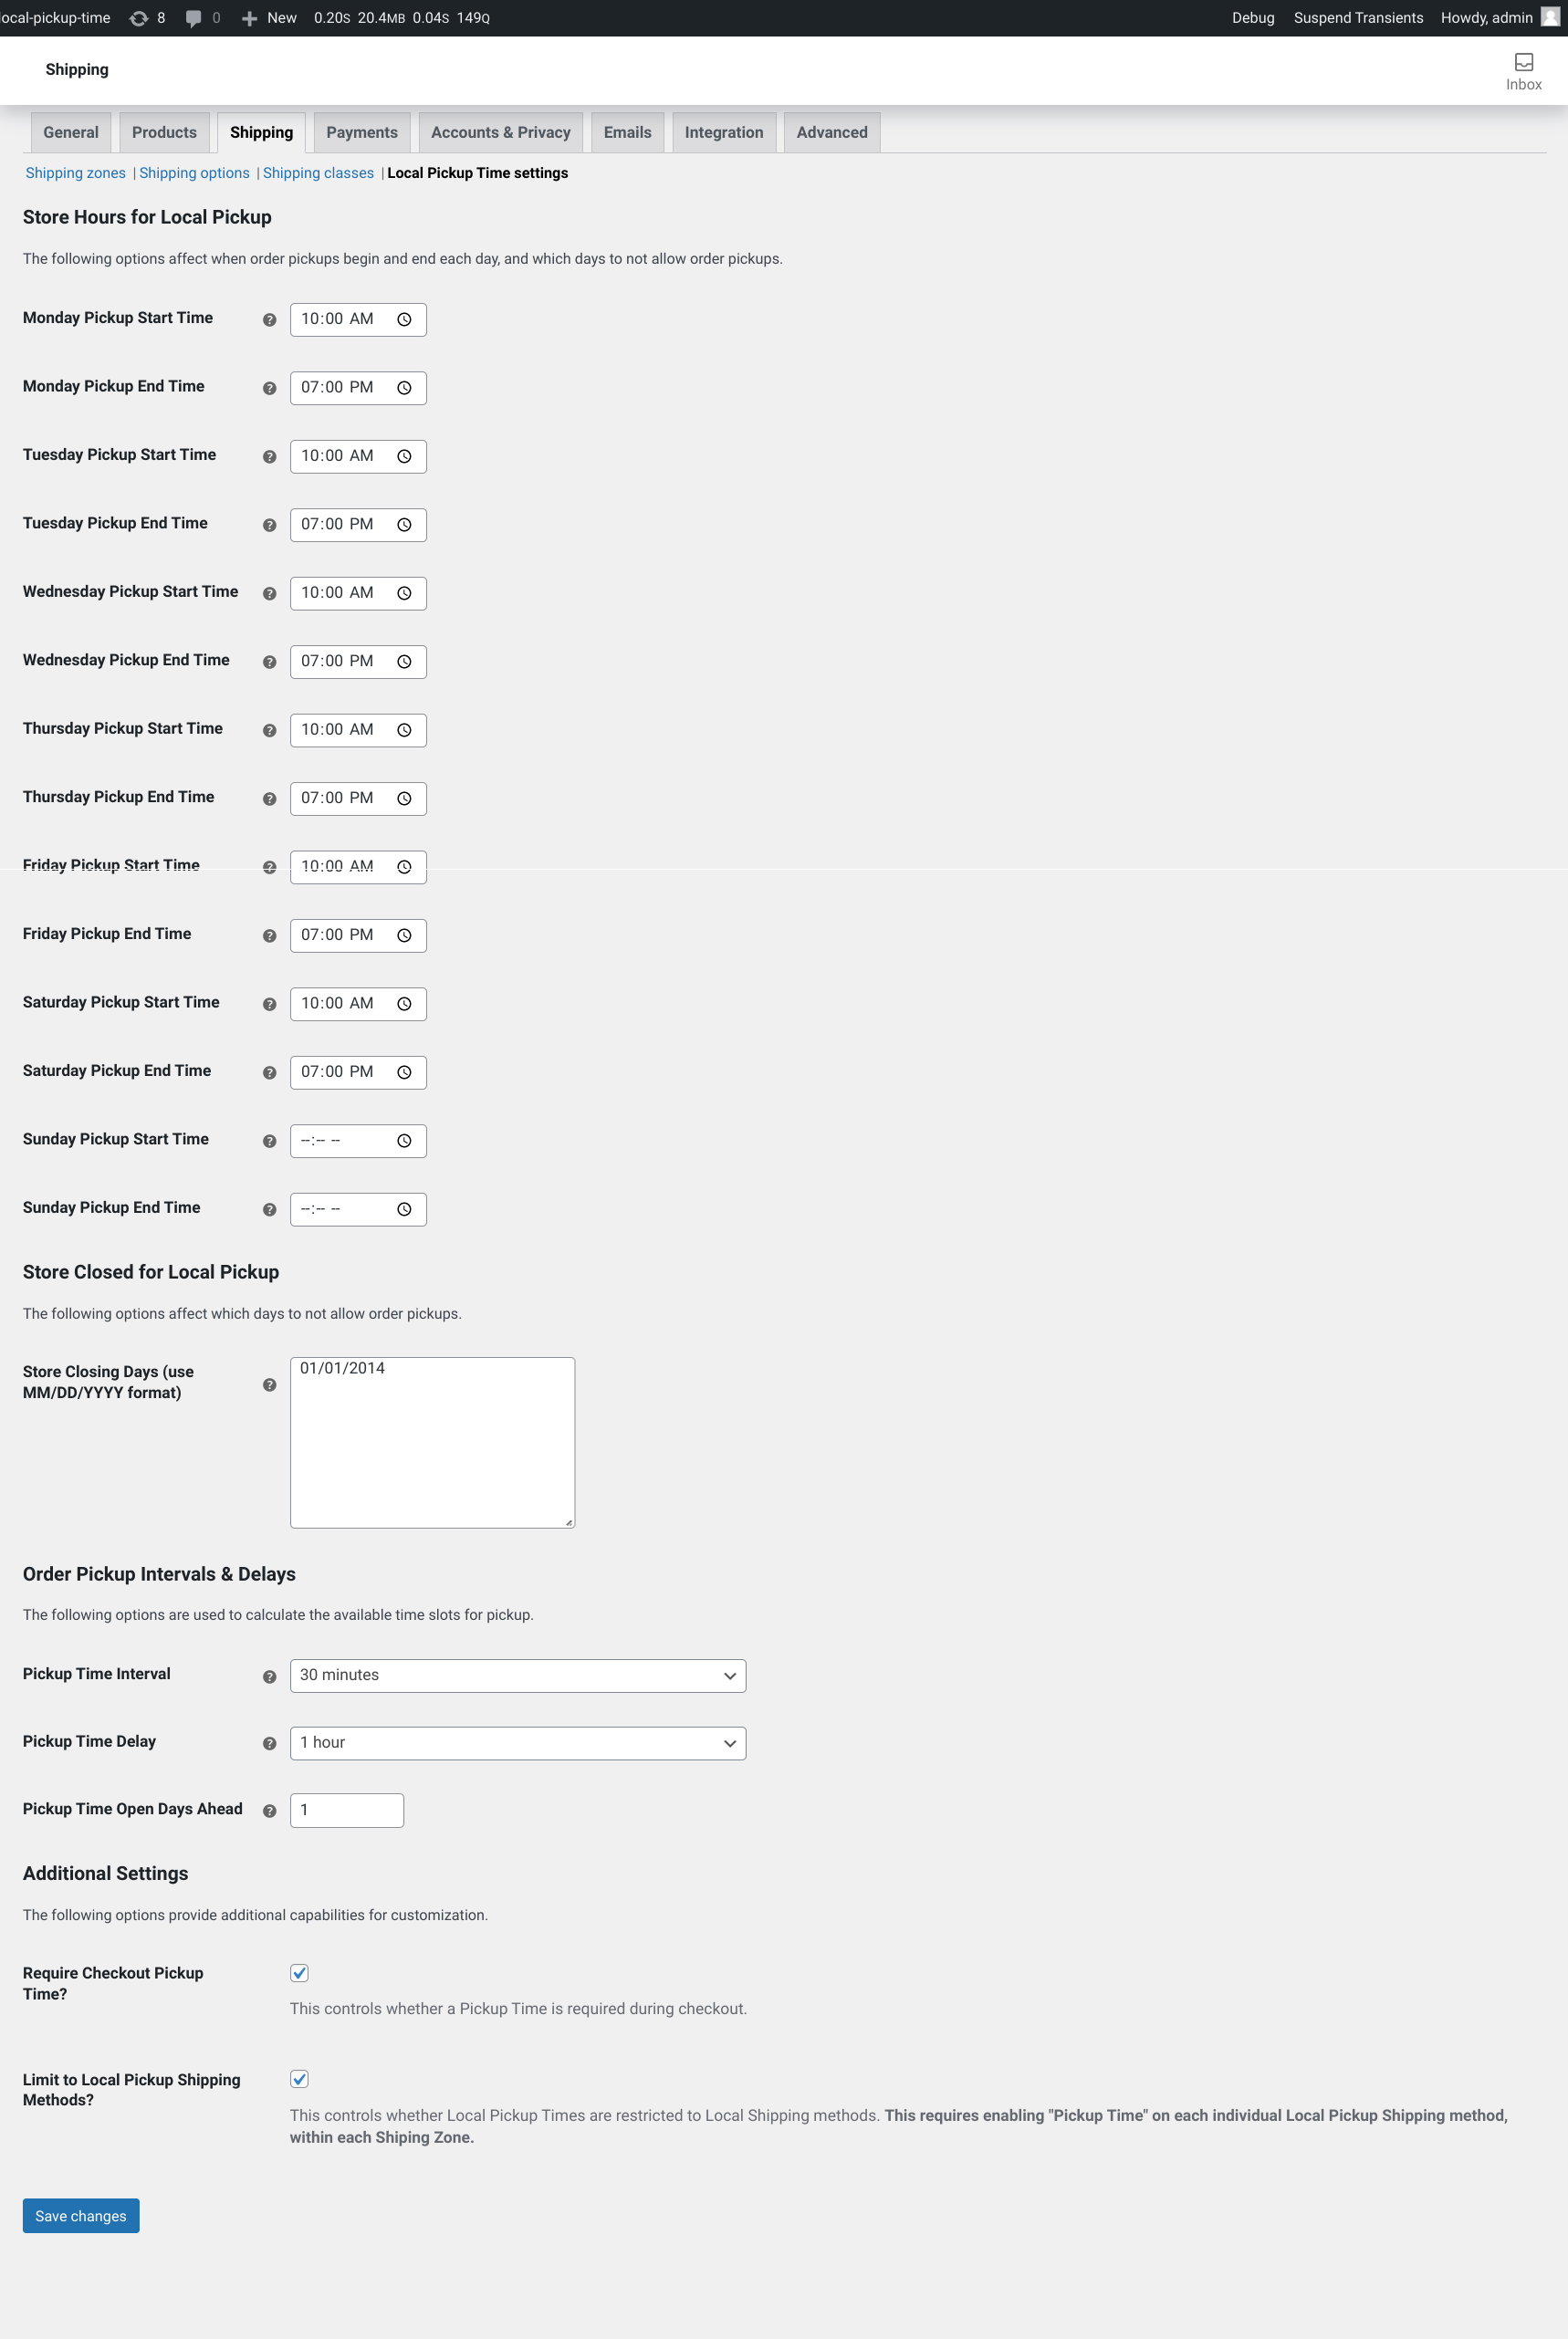 local-pickup-time 8 0 New 0.20S 20.4MB 0.04S 149Q Debug Suspend Transients Howdy, admin
Shipping
Inbox
General Products Shipping Payments Accounts & Privacy Emails Integration Advanced
Shipping zones | Shipping options | Shipping classes | Local Pickup Time settings
Store Hours for Local Pickup
The following options affect when order pickups begin and end each day, and which days to not allow order pickups.
Monday Pickup Start Time ? 10:00 AM
Monday Pickup End Time ? 07:00 PM
Tuesday Pickup Start Time ? 10:00 AM
Tuesday Pickup End Time ? 07:00 PM
Wednesday Pickup Start Time ? 10:00 AM
Wednesday Pickup End Time ? 07:00 PM
Thursday Pickup Start Time ? 10:00 AM
Thursday Pickup End Time ? 07:00 PM
Friday Pickup Start Time ? 10:00 AM
Friday Pickup End Time ? 07:00 PM
Saturday Pickup Start Time ? 10:00 AM
Saturday Pickup End Time ? 07:00 PM
Sunday Pickup Start Time ? --:-- --
Sunday Pickup End Time ? --:-- --
Store Closed for Local Pickup
The following options affect which days to not allow order pickups.
Store Closing Days (use
MM/DD/YYYY format) ? 01/01/2014
Order Pickup Intervals & Delays
The following options are used to calculate the available time slots for pickup.
Pickup Time Interval ? 30 minutes
Pickup Time Delay ? 1 hour
Pickup Time Open Days Ahead ? 1
Additional Settings
The following options provide additional capabilities for customization.
Require Checkout Pickup
Time?
This controls whether a Pickup Time is required during checkout.
Limit to Local Pickup Shipping
Methods?
This controls whether Local Pickup Times are restricted to Local Shipping methods. This requires enabling "Pickup Time" on each individual Local Pickup Shipping method,
within each Shiping Zone.
Save changes